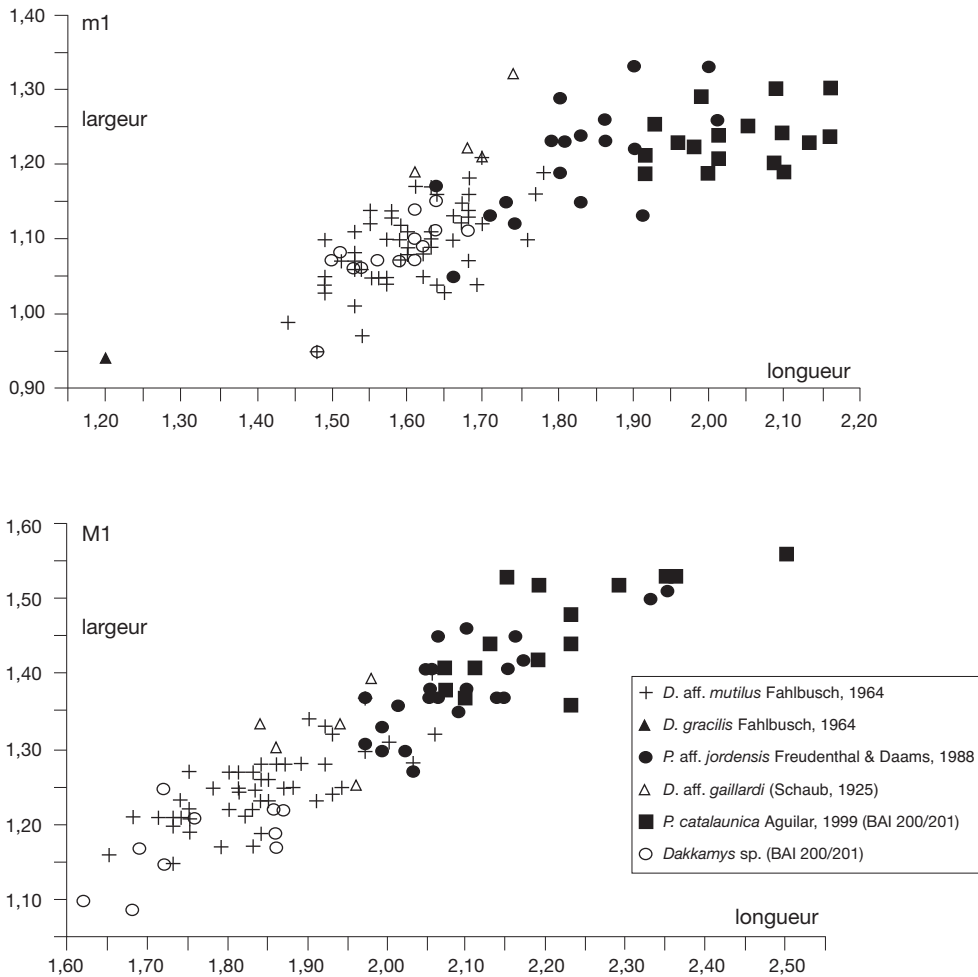 1,40
m1
1,30
largeur
1,20
1,10
1,00
longueur
0,90
1,20 1,30 1,40 1,50 1,60 1,70 1,80 1,90 2,00 2,10 2,20
1,60
M1
1,50
largeur
1,40
D. aff. mutilus Fahlbusch, 1964
D. gracilis Fahlbusch, 1964
1,30
P. aff. jordensis Freudenthal & Daams, 1988
D. aff. gaillardi (Schaub, 1925)
1,20
P. catalaunica Aguilar, 1999 (BAI 200/201)
Dakkamys sp. (BAI 200/201)
1,10
longueur
1,60 1,70 1,80 1,90 2,00 2,10 2,20 2,30 2,40 2,50